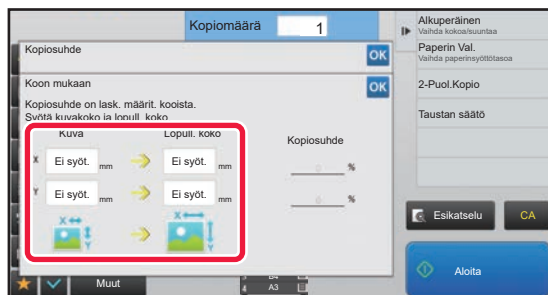 Kopiomäärä 1
Alkuperäinen
Vaihda kokoa/suuntaa
Paperin Val.
Vaihda paperinsyöttötasoa
2-Puol.Kopio
Taustan säätö
Kopiosuhde OK
Koon mukaan OK
Kopiosuhde on lask. määrit. kooista.
Syötä kuvakoko ja lopull. koko
Kuva Lopull. koko Kopiosuhde
X Ei syöt. mm Ei syöt. mm %
Y Ei syöt. mm Ei syöt. mm %
X X
Y Y
Esikatselu CA
Aloita
Muut
4 A3